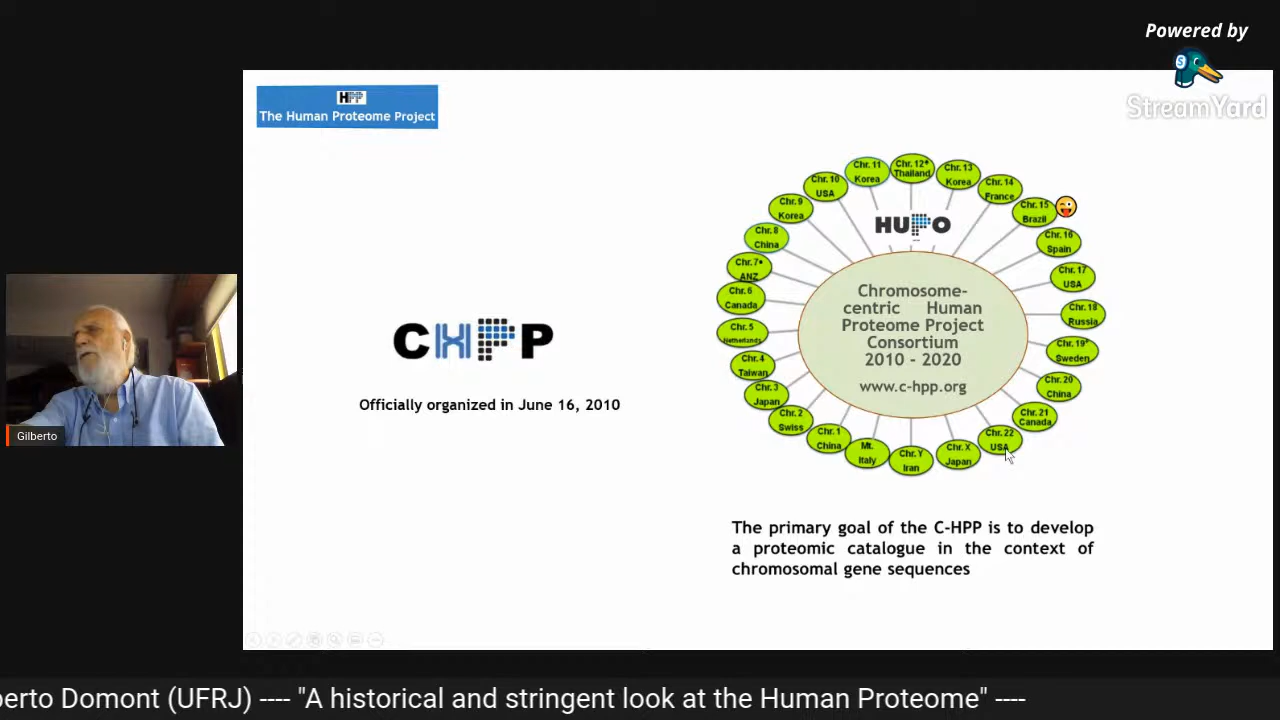 Powered by
S
StreamYard
HPP
The Human Proteome Project
Chr. 11
Korea
Chr. 12*
Thailand
Chr. 13
Korea
Chr. 14
France
Chr. 15
Brazil
Chr. 16
Spain
Chr. 17
USA
Chr. 18
Russia
Chr. 19*
Sweden
Chr. 20
China
Chr. 21
Canada
Chr. 22
USA
Chr. X
Japan
Chr. Y
Iran
Mt.
Italy
Chr. 1
China
Chr. 2
Swiss
Chr. 3
Japan
Chr. 4
Taiwan
Chr. 5
Netherlands
Chr. 6
Canada
Chr. 7*
ANZ
Chr. 8
China
Chr. 9
Korea
Chr. 10
USA
HUPO
Chromosome-
centric Human
Proteome Project
Consortium
2010 - 2020
www.c-hpp.org
CHPP
Officially organized in June 16, 2010
Gilberto
The primary goal of the C-HPP is to develop
a proteomic catalogue in the context of
chromosomal gene sequences
berto Domont (UFRJ) ---- "A historical and stringent look at the Human Proteome" ----